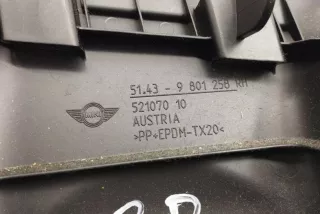 51.43 - 9 801 258 RH
521070 10
AUSTRIA
>PP+EPDM-TX20<